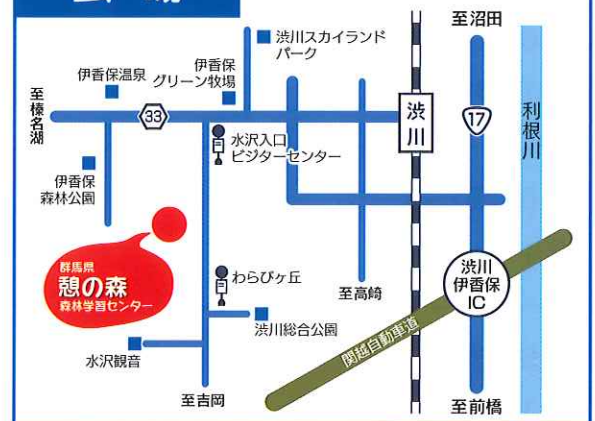 至沼田
渋川スカイランド
パーク
伊香保
グリーン牧場
伊香保温泉
至榛名湖
33
渋川
17
利根川
水沢入口
ビジターセンター
伊香保
森林公園
群馬県
憩の森
森林学習センター
わらびヶ丘
渋川
伊香保
IC
至高崎
渋川総合公園
関越自動車道
水沢観音
至吉岡
至前橋